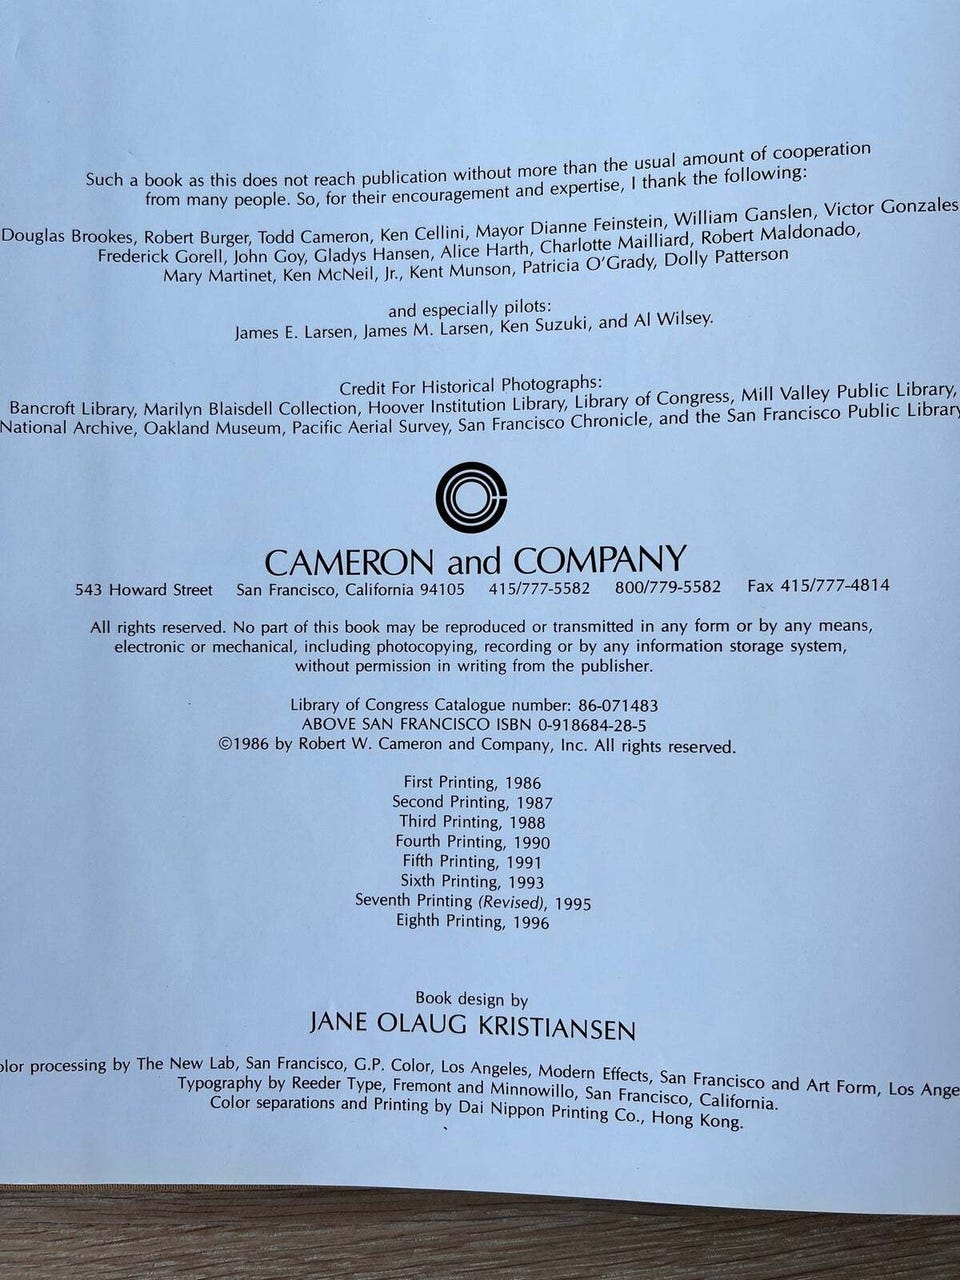 Such a book as this does not reach publication without more than the usual amount of cooperation
from many people. So, for their encouragement and expertise, I thank the following:
Douglas Brookes, Robert Burger, Todd Cameron, Ken Cellini, Mayor Dianne Feinstein, William Ganslen, Victor Gonzales
Frederick Gorell, John Goy, Gladys Hansen, Alice Harth, Charlotte Mailliard, Robert Maldonado,
Mary Martinet, Ken McNeil, Jr., Kent Munson, Patricia O'Grady, Dolly Patterson
and especially pilots:
James E. Larsen, James M. Larsen, Ken Suzuki, and Al Wilsey.
Credit For Historical Photographs:
Bancroft Library, Marilyn Blaisdell Collection, Hoover Institution Library, Library of Congress, Mill Valley Public Library,
National Archive, Oakland Museum, Pacific Aerial Survey, San Francisco Chronicle, and the San Francisco Public Library
CAMERON and COMPANY
543 Howard Street San Francisco, California 94105 415/777-5582 800/779-5582 Fax 415/777-4814
All rights reserved. No part of this book may be reproduced or transmitted in any form or by any means,
electronic or mechanical, including photocopying, recording or by any information storage system,
without permission in writing from the publisher.
Library of Congress Catalogue number: 86-071483
ABOVE SAN FRANCISCO ISBN 0-918684-28-5
©1986 by Robert W. Cameron and Company, Inc. All rights reserved.
First Printing, 1986
Second Printing, 1987
Third Printing, 1988
Fourth Printing, 1990
Fifth Printing, 1991
Sixth Printing, 1993
Seventh Printing (Revised), 1995
Eighth Printing, 1996
Book design by
JANE OLAUG KRISTIANSEN
olor processing by The New Lab, San Francisco, G.P. Color, Los Angeles, Modern Effects, San Francisco and Art Form, Los Ange
Typography by Reeder Type, Fremont and Minnowillo, San Francisco, California.
Color separations and Printing by Dai Nippon Printing Co., Hong Kong.